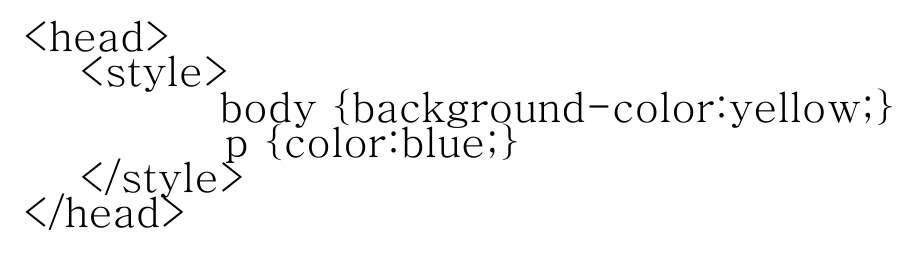 <head>
<style>
body {background-color:yellow;}
p {color:blue;}
</style>
</head>